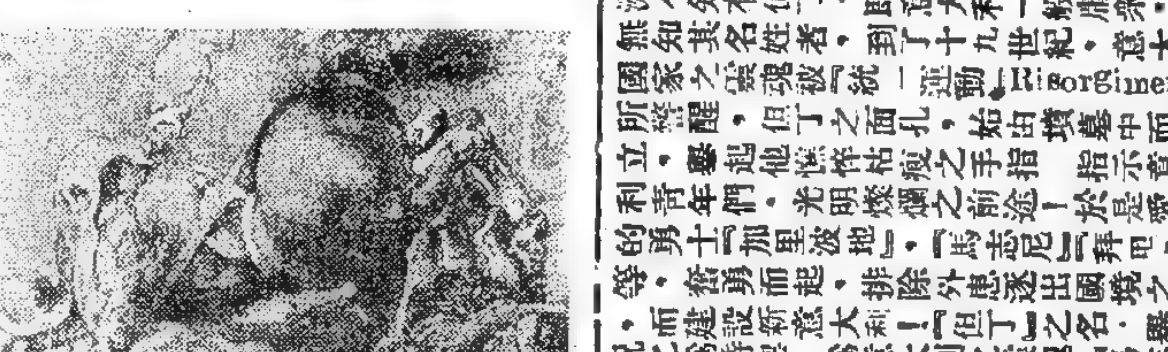 無知其名姓者，到了十九世紀，意
國家之靈魂被『統一運動』Risorgime
所警醒，但丁之面孔，始由墳墓中而
立，舉起他憔悴枯瘦之手指 指示
利青年們，光明燦爛之前途！於是愛
的勇士『加里波地』，『馬志尼』『拜
等，奮勇而起，排除外患逐出國境之
，而建設新意大利！『但丁』之名，